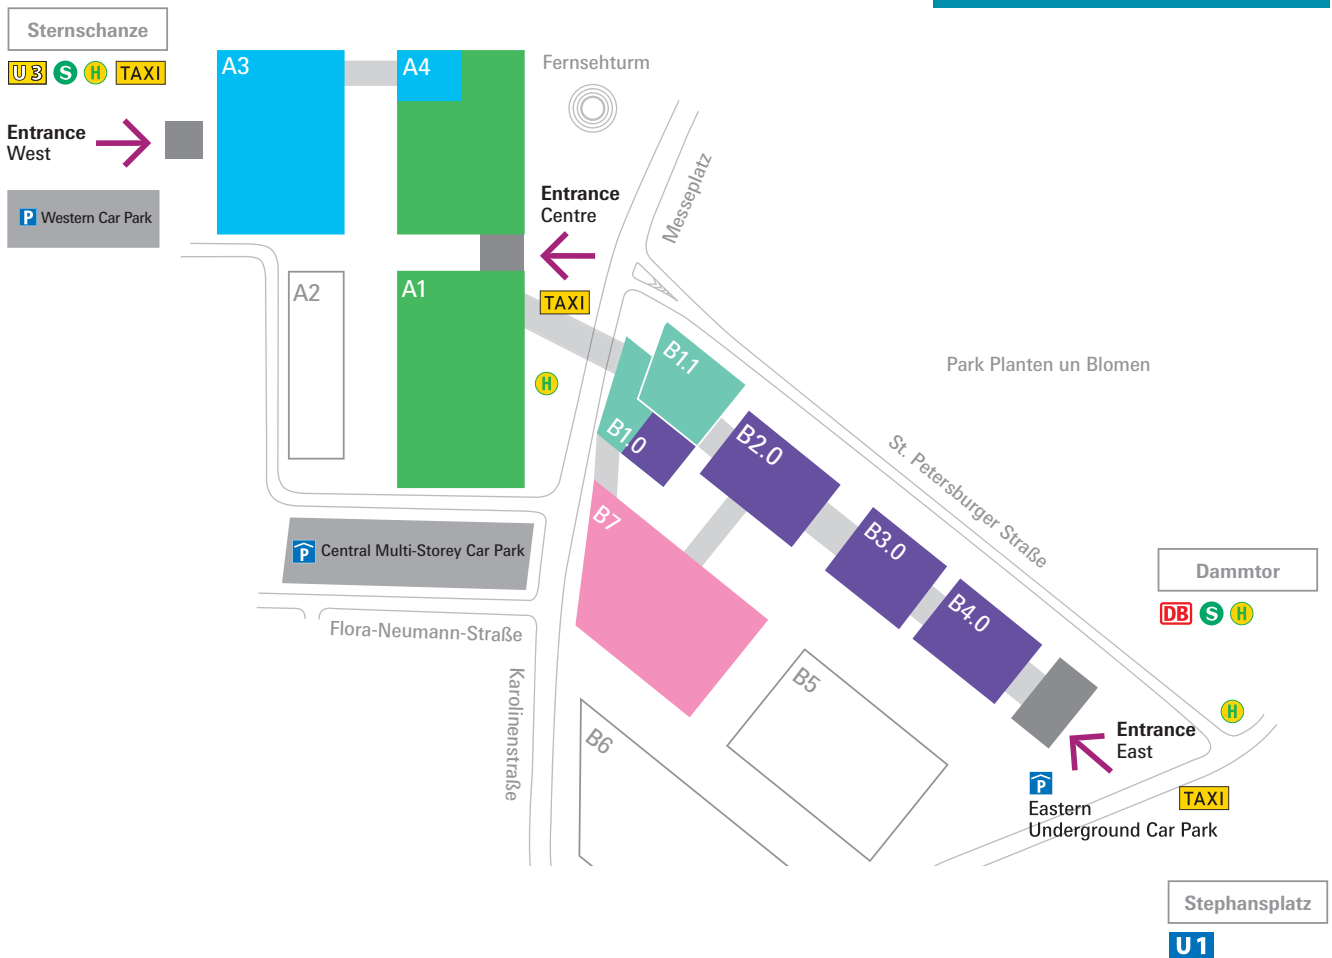 Sternschanze
U3 S H TAXI
Entrance
West
P Western Car Park
A3
A4
Fernsehturm
Entrance
Centre
TAXI
Messeplatz
A2
A1
H
B1.1
B1.0
Park Planten un Blomen
B2.0
St. Petersburger Straße
B7
B3.0
P Central Multi-Storey Car Park
B4.0
Dammtor
DB S H
Flora-Neumann-Straße
Karolinenstraße
B5
B6
H
Entrance
East
P
Eastern
Underground Car Park
TAXI
Stephansplatz
U1